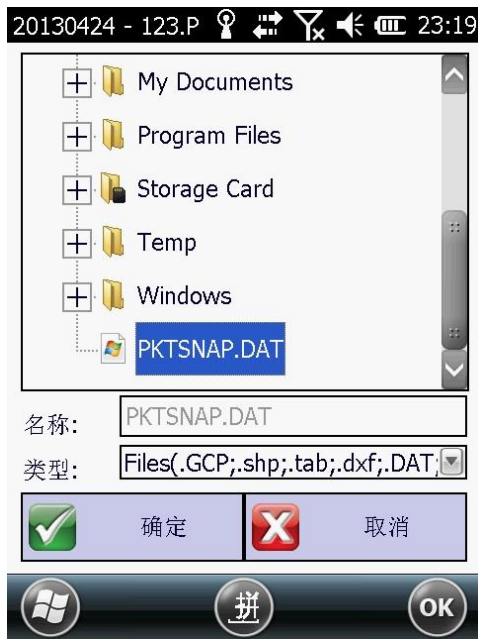 20130424 - 123.P 23:19
My Documents
Program Files
Storage Card
Temp
Windows
PKTSNAP.DAT
名称: PKTSNAP.DAT
类型: Files(.GCP;.shp;.tab;.dxf;.DAT;
确定 取消
拼 OK